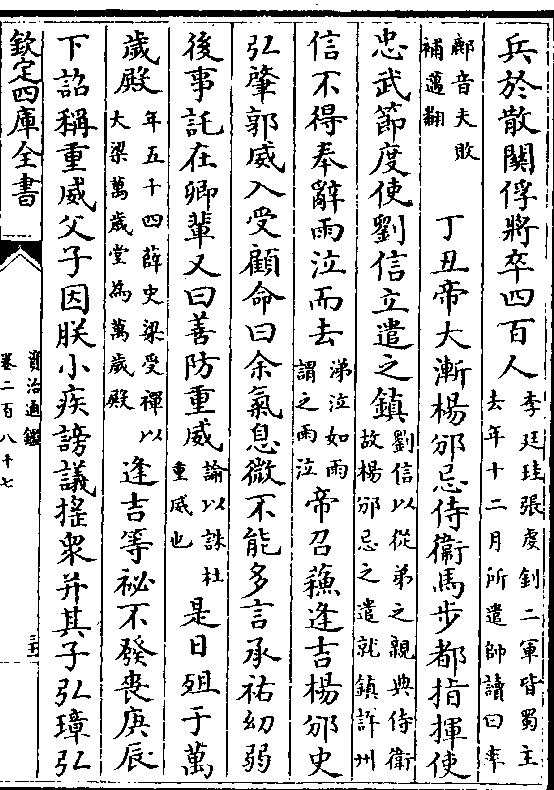 兵於散關俘將卒四百人李廷珪張虔釗二軍皆蜀主去年十二月所遣師讀曰率
鄜音夫敗補邁翻 丁丑帝大漸楊邠忌侍衛馬步都指揮使
忠武節度使劉信立遣之鎮劉信以從弟之親典侍衛故楊邠忌之遣就鎮許州
信不得奉辭雨泣而去涕泣如雨謂之雨泣帝召蘓逢吉楊邠史
弘肇郭威入受顧命曰余氣息微不能多言承祐幼弱
後事託在卿輩又曰善防重威諭以誅杜重威也是日殂于萬
歲殿年五十四薛史梁受禪以大梁萬歲堂為萬歲殿逢吉等祕不發喪庚辰
下詔稱重威父子因朕小疾謗議揺衆并其子弘璋弘
欽定四庫全書
資治通鑑
卷二百八十七